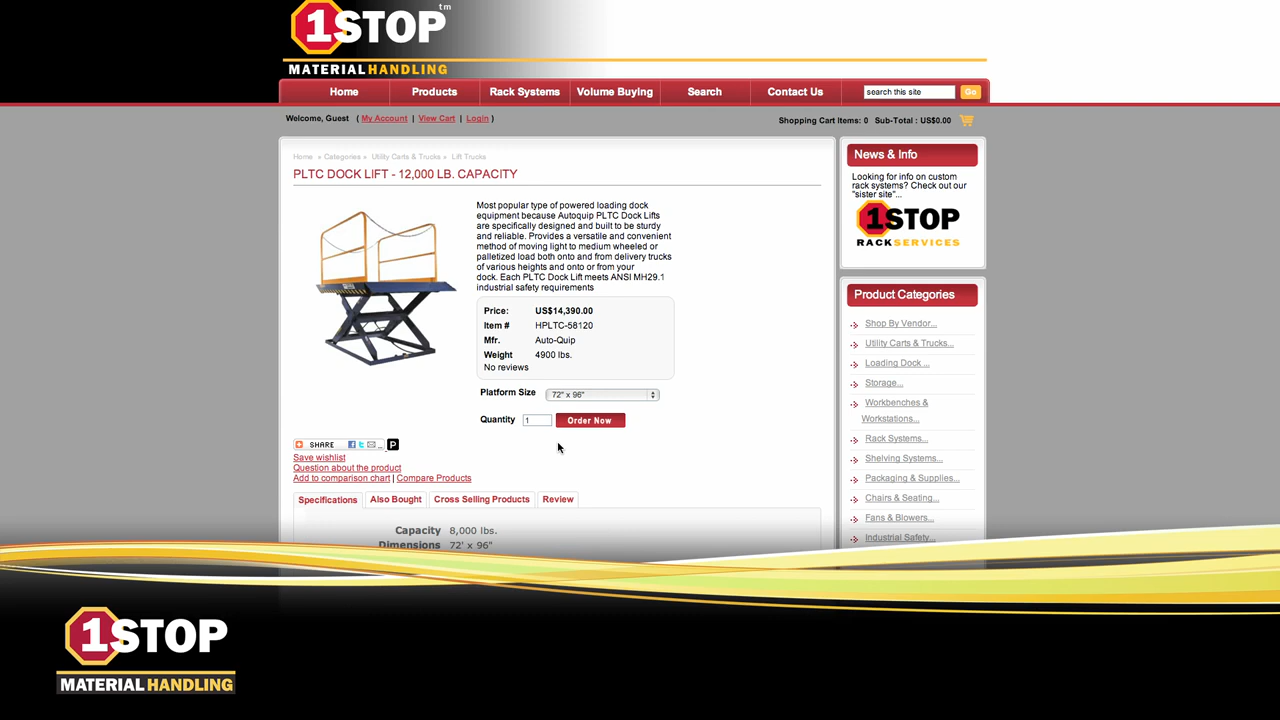 1STOP tm
MATERIAL HANDLING
Home Products Rack Systems Volume Buying Search Contact Us search this site Go
Welcome, Guest ( My Account | View Cart | Login )
Shopping Cart Items: 0 Sub-Total : US$0.00
Home » Categories » Utility Carts & Trucks » Lift Trucks
PLTC DOCK LIFT - 12,000 LB. CAPACITY
Most popular type of powered loading dock
equipment because Autoquip PLTC Dock Lifts
are specifically designed and built to be sturdy
and reliable. Provides a versatile and convenient
method of moving light to medium wheeled or
palletized load both onto and from delivery trucks
of various heights and onto or from your
dock. Each PLTC Dock Lift meets ANSI MH29.1
industrial safety requirements
Price: US$14,390.00
Item # HPLTC-58120
Mfr. Auto-Quip
Weight 4900 lbs.
No reviews
Platform Size 72" x 96"
Quantity 1 Order Now
SHARE ... P
Save wishlist
Question about the product
Add to comparison chart | Compare Products
Specifications Also Bought Cross Selling Products Review
Capacity 8,000 lbs.
Dimensions 72' x 96"
News & Info
Looking for info on custom
rack systems? Check out our
"sister site"...
1STOP
RACKSERVICES
Product Categories
Shop By Vendor...
Utility Carts & Trucks...
Loading Dock ...
Storage...
Workbenches &
Workstations...
Rack Systems...
Shelving Systems...
Packaging & Supplies...
Chairs & Seating...
Fans & Blowers...
Industrial Safety...
1STOP
MATERIAL HANDLING